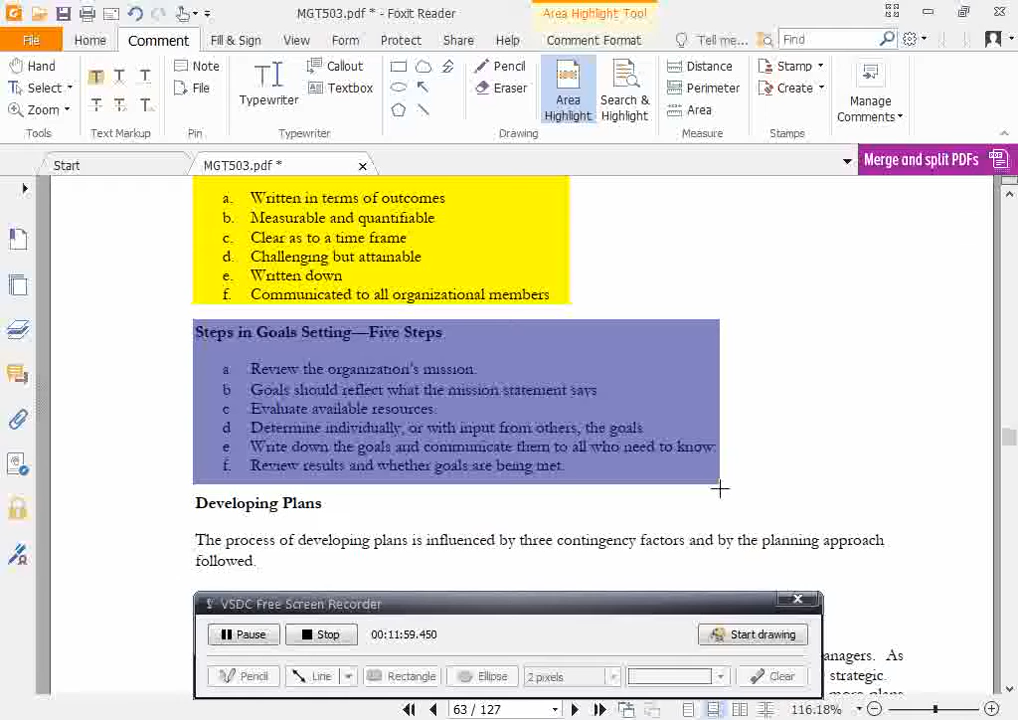 MGT503.pdf * - Foxit Reader
Area Highlight Tool
File
Home
Comment
Fill & Sign
View
Form
Protect
Share
Help
Comment Format
Tell me...
Find
Hand
Select
Zoom
Tools
T T T
T T T
Text Markup
Note
File
Pin
Typewriter
Callout
Textbox
Typewriter
Pencil
Eraser
Drawing
Area Highlight
Search & Highlight
Distance
Perimeter
Area
Measure
Stamp
Create
Stamps
Manage Comments
Start
MGT503.pdf *
Merge and split PDFs
a. Written in terms of outcomes
b. Measurable and quantifiable
c. Clear as to a time frame
d. Challenging but attainable
e. Written down
f. Communicated to all organizational members
Steps in Goals Setting—Five Steps
a Review the organization's mission.
b Goals should reflect what the mission statement says
c Evaluate available resources.
d Determine individually, or with input from others, the goals
e Write down the goals and communicate them to all who need to know.
f. Review results and whether goals are being met.
Developing Plans
The process of developing plans is influenced by three contingency factors and by the planning approach
followed.
VSDC Free Screen Recorder
Pause
Stop
00:11:59.450
Start drawing
Pencil
Line
Rectangle
Ellipse
2 pixels
Clear
anagers. As
strategic.
more plans
63 / 127
116.18%